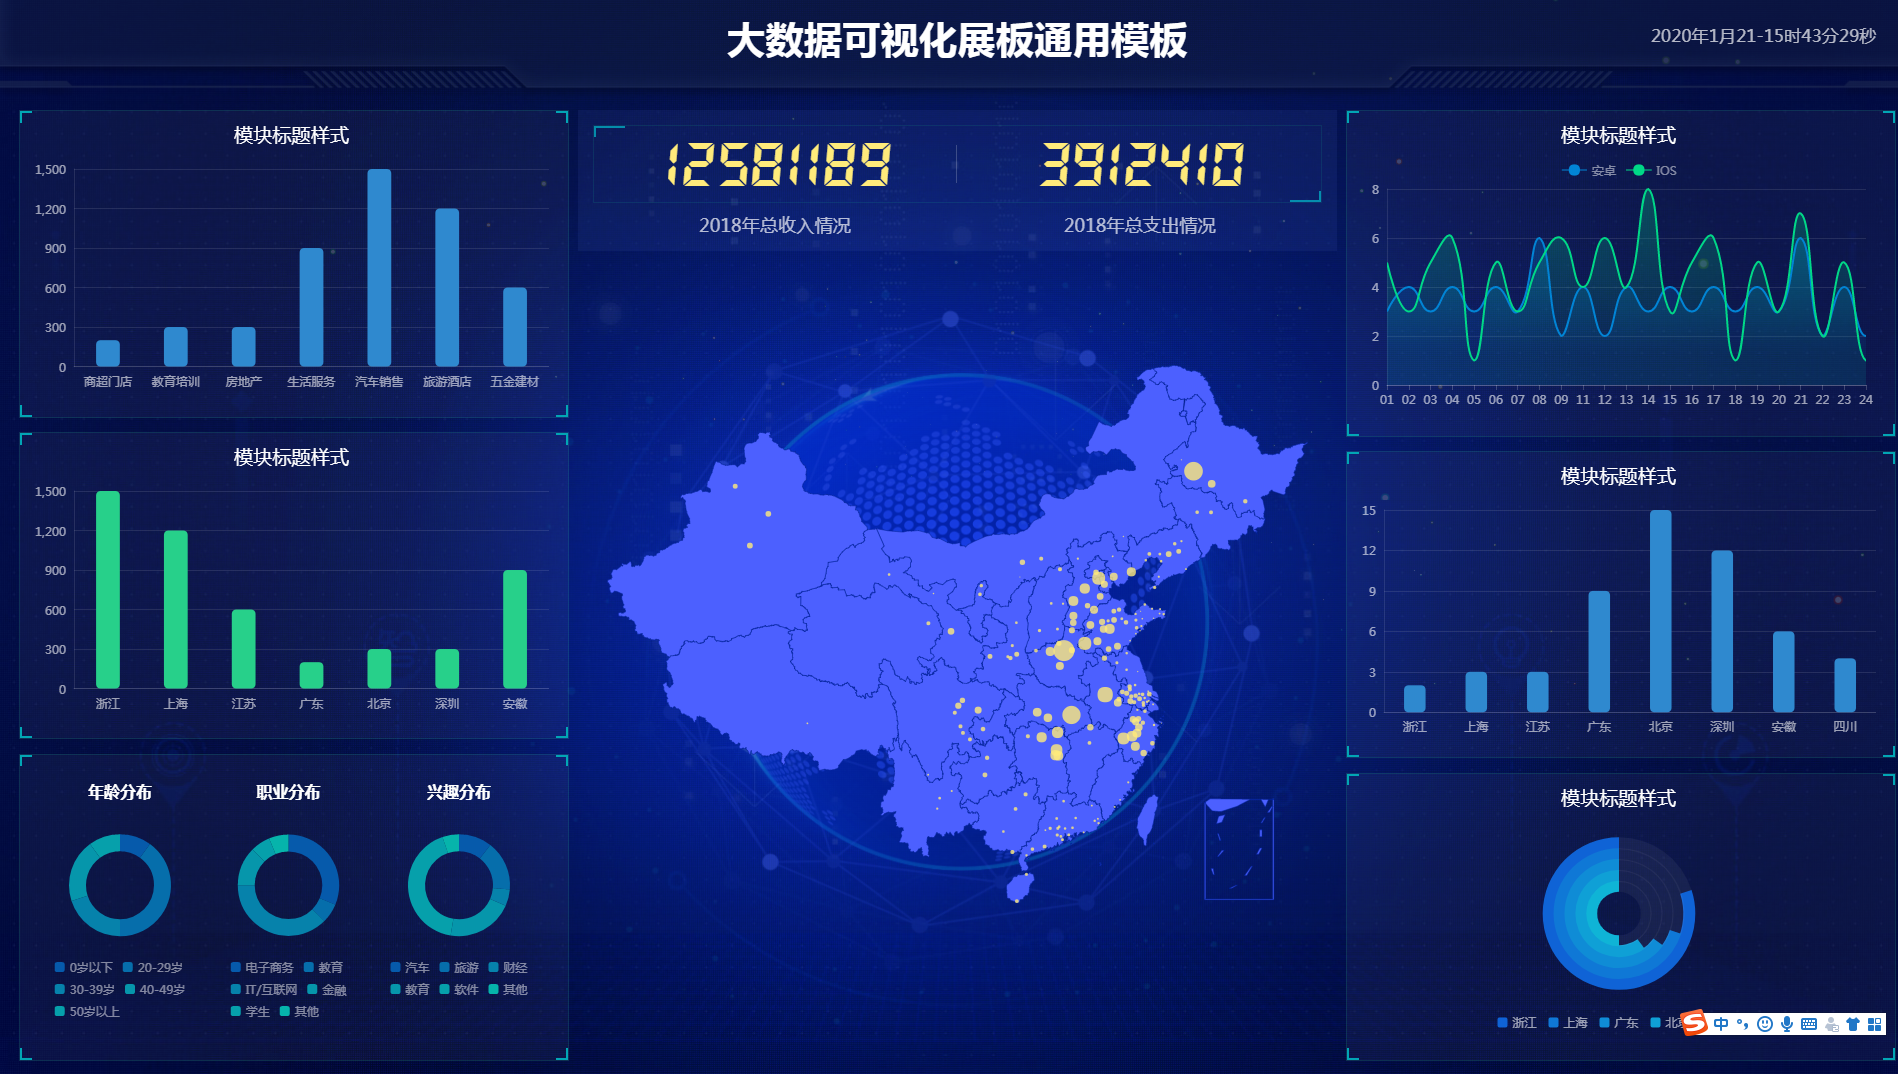 大数据可视化展板通用模板
2020年1月21-15时43分29秒
模块标题样式
1,500
1,200
900
600
300
0
商超门店 教育培训 房地产 生活服务 汽车销售 旅游酒店 五金建材
模块标题样式
1,500
1,200
900
600
300
0
浙江 上海 江苏 广东 北京 深圳 安徽
年龄分布 职业分布 兴趣分布
0岁以下 20-29岁
30-39岁 40-49岁
50岁以上
电子商务 教育
IT/互联网 金融
学生 其他
汽车 旅游 财经
教育 软件 其他
12581189 3912410
2018年总收入情况 2018年总支出情况
模块标题样式
安卓 IOS
8
6
4
2
0
01 02 03 04 05 06 07 08 09 11 12 13 14 15 16 17 18 19 20 21 22 23 24
模块标题样式
15
12
9
6
3
0
浙江 上海 江苏 广东 北京 深圳 安徽 四川
模块标题样式
浙江 上海 广东 北
S 中